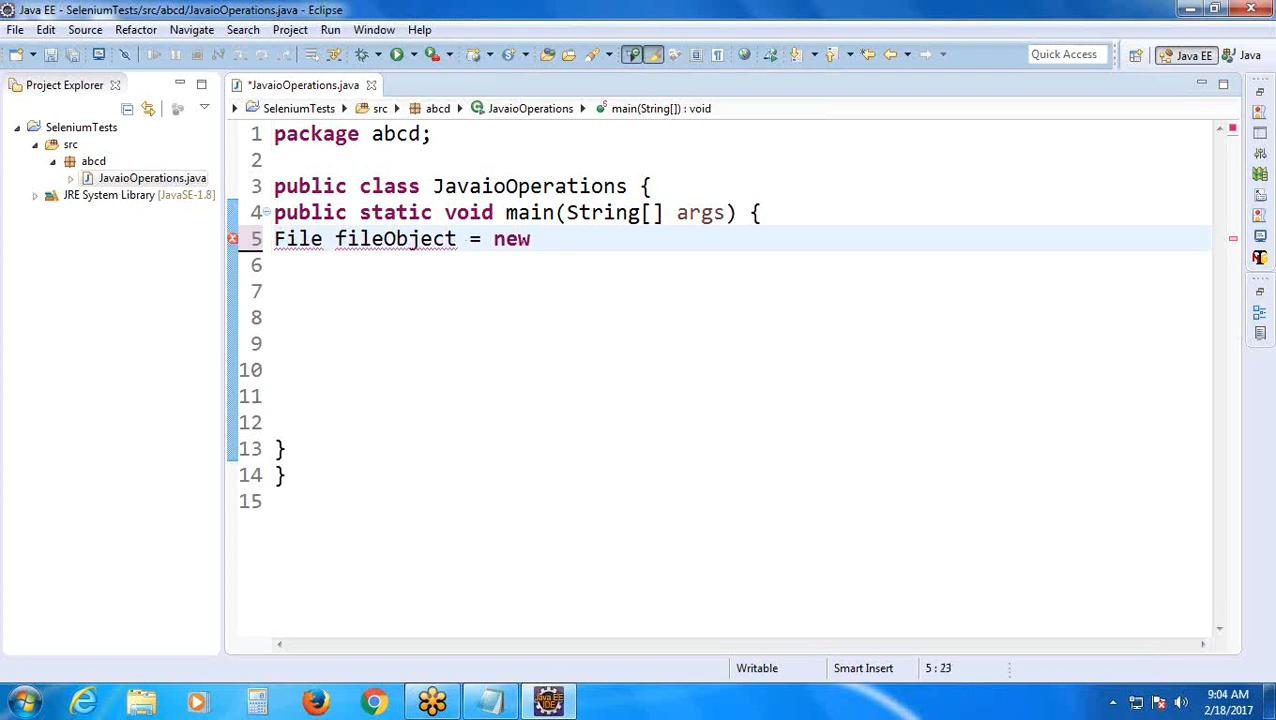 Java EE - SeleniumTests/src/abcd/JavaioOperations.java - Eclipse
File Edit Source Refactor Navigate Search Project Run Window Help
Quick Access
Java EE
Java
Project Explorer
*JavaioOperations.java
SeleniumTests
src
abcd
JavaioOperations.java
JRE System Library [JavaSE-1.8]
SeleniumTests src abcd JavaioOperations main(String[]) : void
1 package abcd;
2
3 public class JavaioOperations {
4 public static void main(String[] args) {
5 File fileObject = new
6
7
8
9
10
11
12
13 }
14 }
15
Writable Smart Insert 5 : 23
Java EE
IDE
9:04 AM
2/18/2017